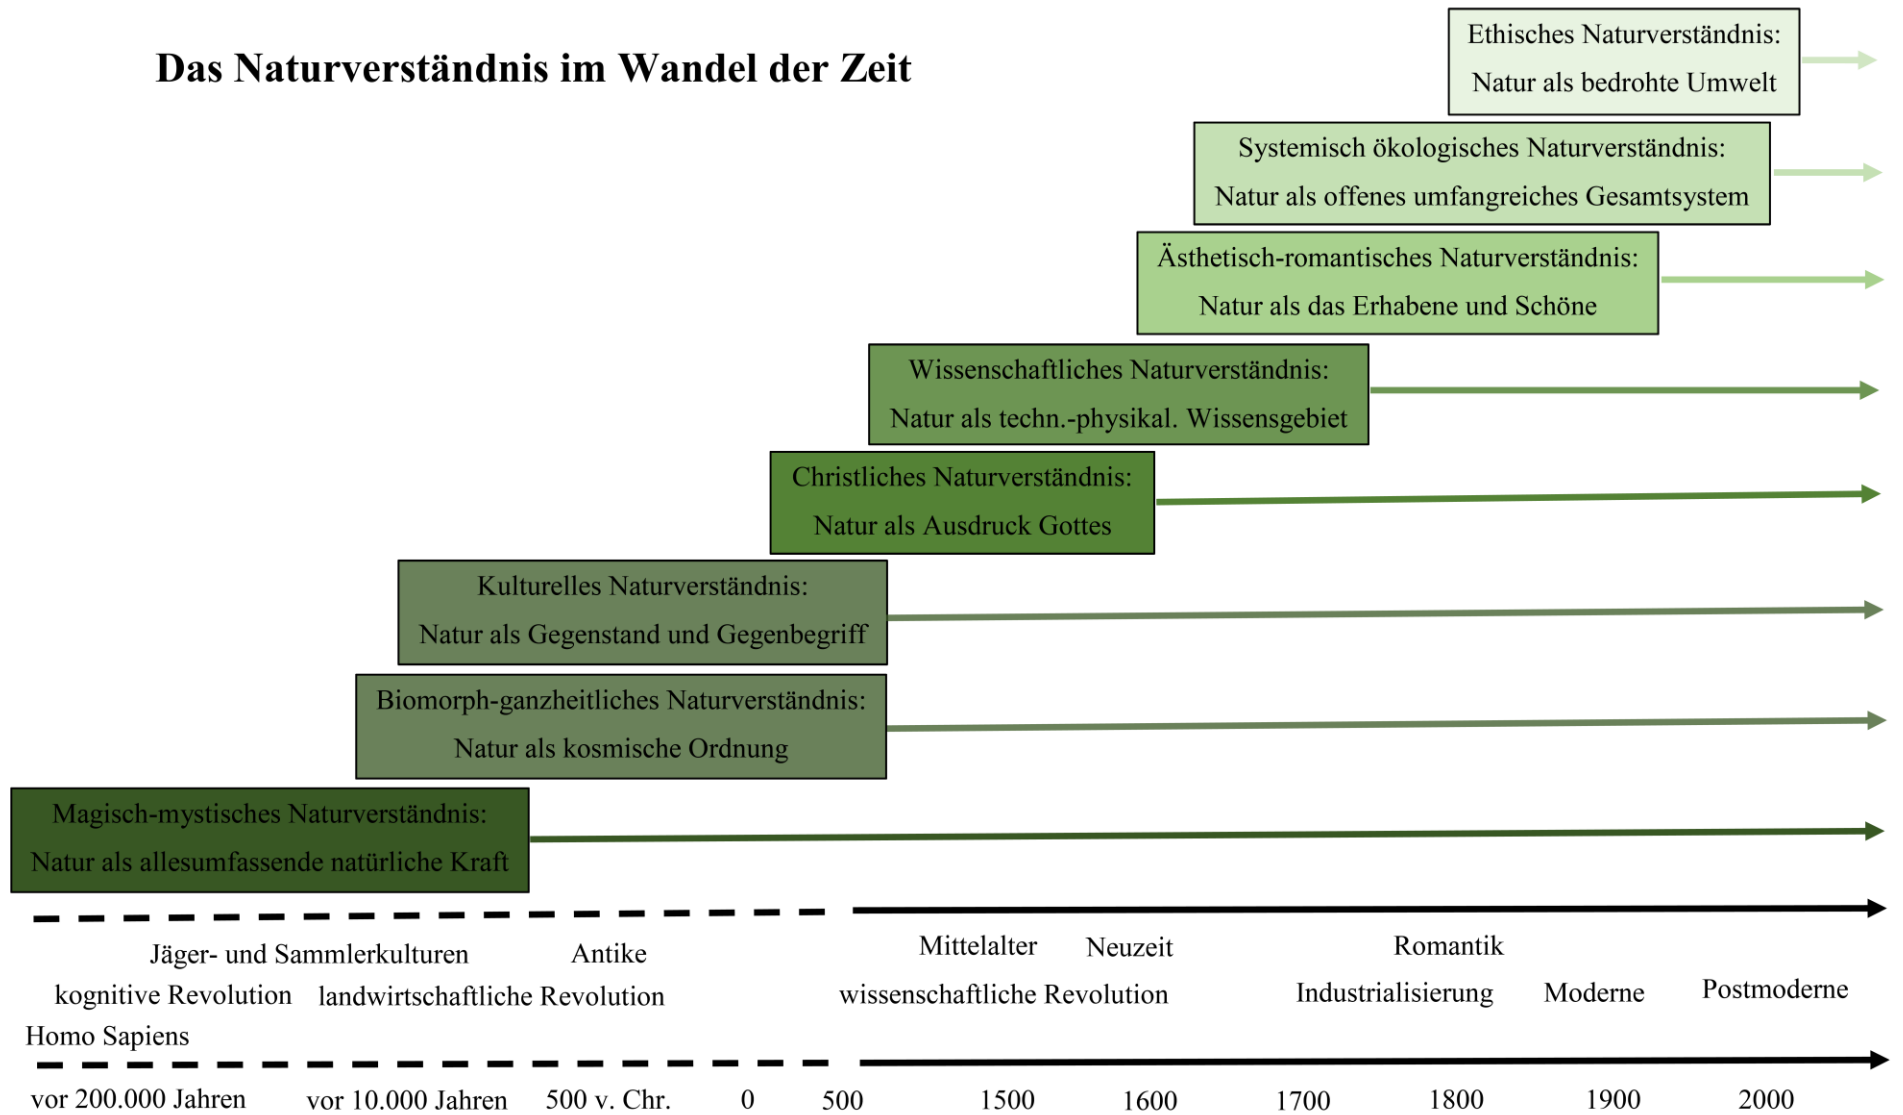 Das Naturverständnis im Wandel der Zeit
Ethisches Naturverständnis:
Natur als bedrohte Umwelt
Systemisch ökologisches Naturverständnis:
Natur als offenes umfangreiches Gesamtsystem
Ästhetisch-romantisches Naturverständnis:
Natur als das Erhabene und Schöne
Wissenschaftliches Naturverständnis:
Natur als techn.-physikal. Wissensgebiet
Christliches Naturverständnis:
Natur als Ausdruck Gottes
Kulturelles Naturverständnis:
Natur als Gegenstand und Gegenbegriff
Biomorph-ganzheitliches Naturverständnis:
Natur als kosmische Ordnung
Magisch-mystisches Naturverständnis:
Natur als allesumfassende natürliche Kraft
Jäger- und Sammlerkulturen Antike Mittelalter Neuzeit Romantik
kognitive Revolution landwirtschaftliche Revolution wissenschaftliche Revolution Industrialisierung Moderne Postmoderne
Homo Sapiens
vor 200.000 Jahren vor 10.000 Jahren 500 v. Chr. 0 500 1500 1600 1700 1800 1900 2000